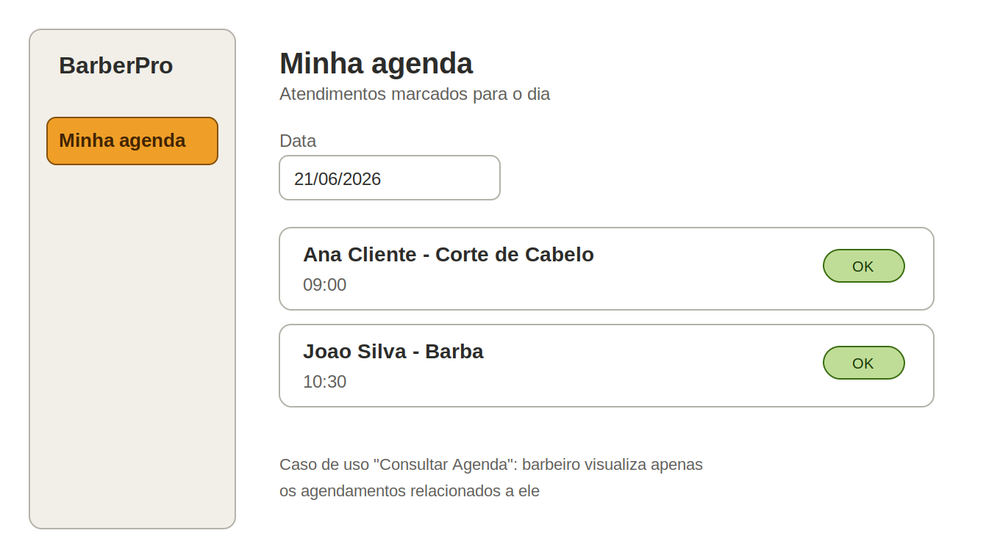 BarberPro
Minha agenda
Minha agenda
Atendimentos marcados para o dia
Data
21/06/2026
Ana Cliente - Corte de Cabelo
09:00
OK
Joao Silva - Barba
10:30
OK
Caso de uso "Consultar Agenda": barbeiro visualiza apenas
os agendamentos relacionados a ele